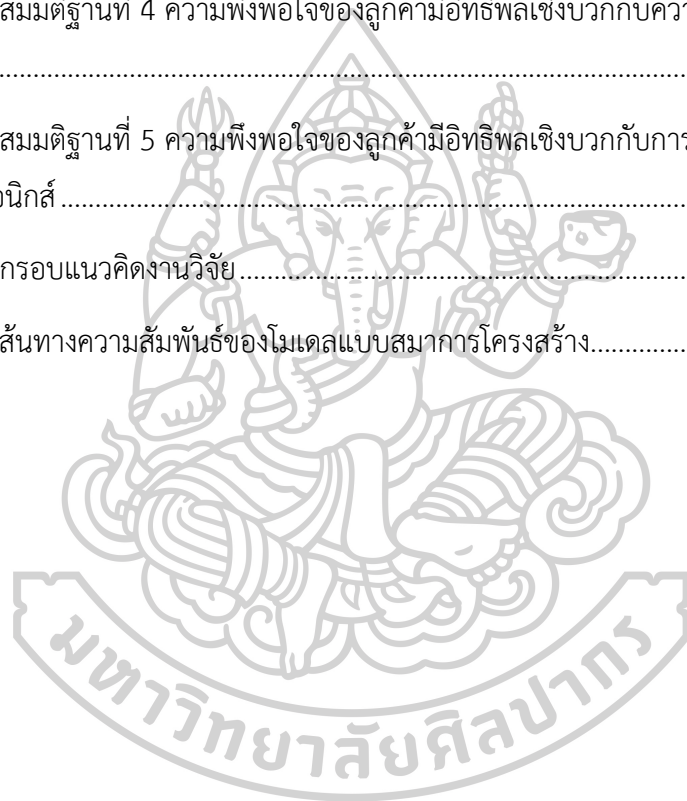 สมมติฐานที่ 4 ความพึงพอใจของลูกค้ามีอิทธิพลเชิงบวกกับควา
....................................................................................................
สมมติฐานที่ 5 ความพึงพอใจของลูกค้ามีอิทธิพลเชิงบวกกับการ
นิกส์....................................................................................................
กรอบแนวคิดงานวิจัย....................................................................
ส้นทางความสัมพันธ์ของโมเดลแบบสมการโครงสร้าง...............
มหาวิทยาลัยศิลปากร